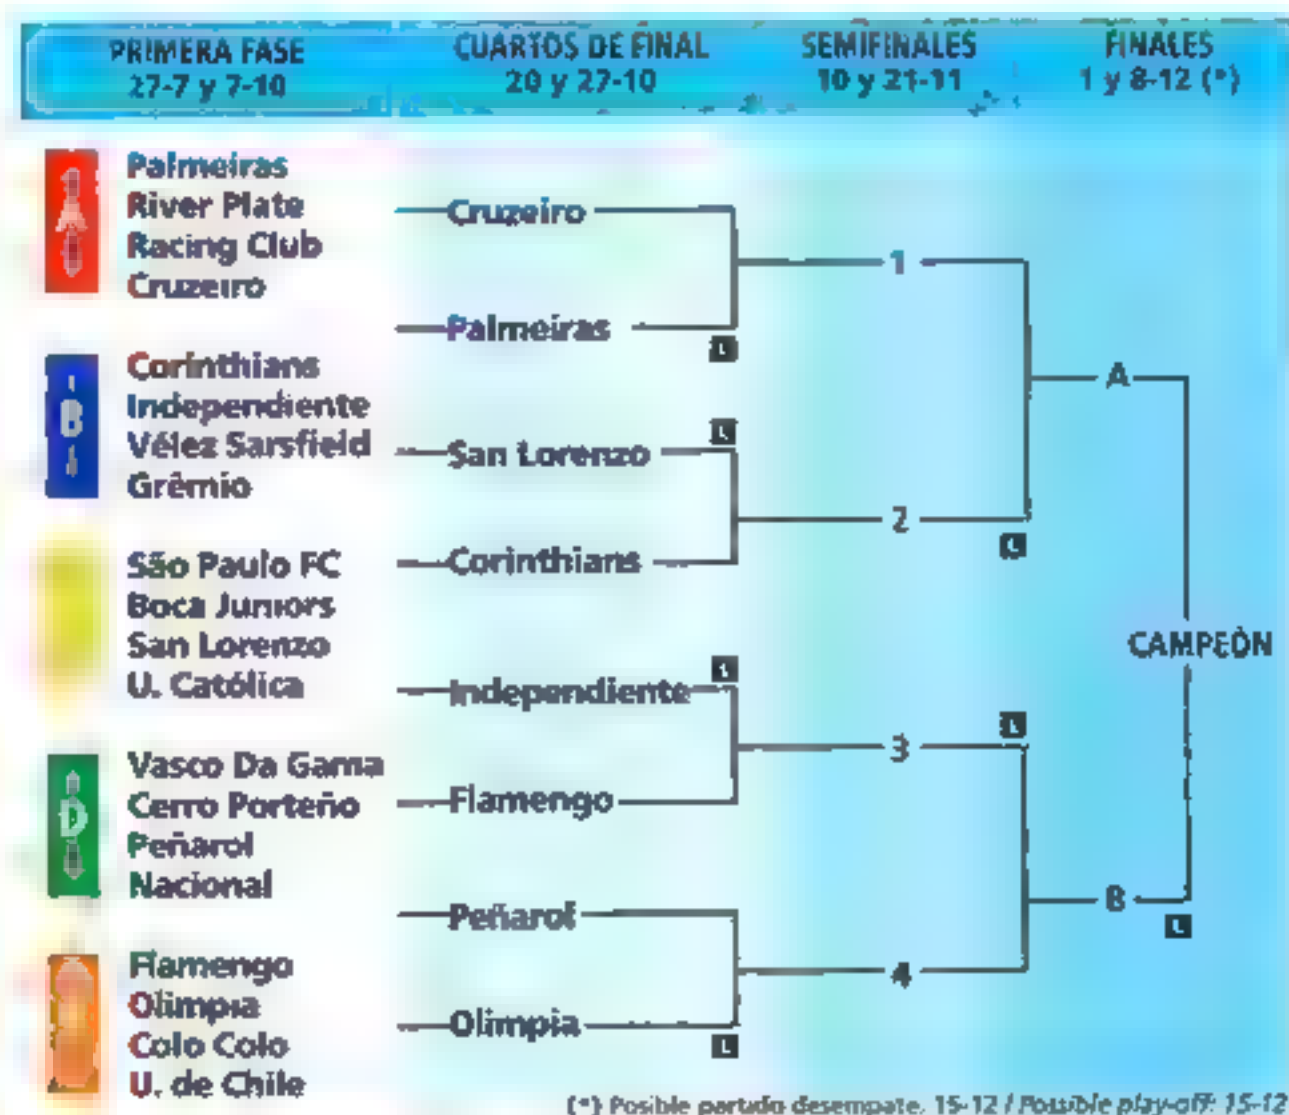 PRIMERA FASE
27-7 y 7-10
CUARTOS DE FINAL
20 y 27-10
SEMIFINALES
10 y 21-11
FINALES
1 y 8-12 (*)
A
Palmeiras
River Plate
Racing Club
Cruzeiro
B
Corinthians
Independiente
Vélez Sarsfield
Grêmio
São Paulo FC
Boca Juniors
San Lorenzo
U. Católica
D
Vasco Da Gama
Cerro Porteño
Peñarol
Nacional
Flamengo
Olimpia
Colo Colo
U. de Chile
Cruzeiro
Palmeiras
L
L
San Lorenzo
Corinthians
L
Independiente
Flamengo
Peñarol
Olimpia
L
1
2
L
L
3
4
A
CAMPEÓN
B
L
(*) Posible partido desempate, 15-12 / Possible play-off: 15-12